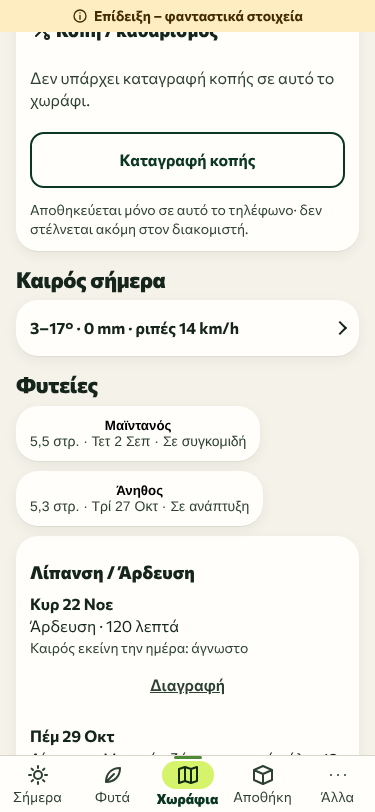 Επίδειξη – φανταστικά στοιχεία
Κοπή / καθαρισμός
Δεν υπάρχει καταγραφή κοπής σε αυτό το
χωράφι.
Καταγραφή κοπής
Αποθηκεύεται μόνο σε αυτό το τηλέφωνο· δεν
στέλνεται ακόμη στον διακομιστή.
Καιρός σήμερα
3–17° · 0 mm · ριπές 14 km/h
Φυτείες
Μαϊντανός
5,5 στρ. · Τετ 2 Σεπ · Σε συγκομιδή
Άνηθος
5,3 στρ. · Τρί 27 Οκτ · Σε ανάπτυξη
Λίπανση / Άρδευση
Κυρ 22 Νοε
Άρδευση · 120 λεπτά
Καιρός εκείνη την ημέρα: άγνωστο
Διαγραφή
Πέμ 29 Οκτ
Σήμερα
Φυτά
Χωράφια
Αποθήκη
Άλλα